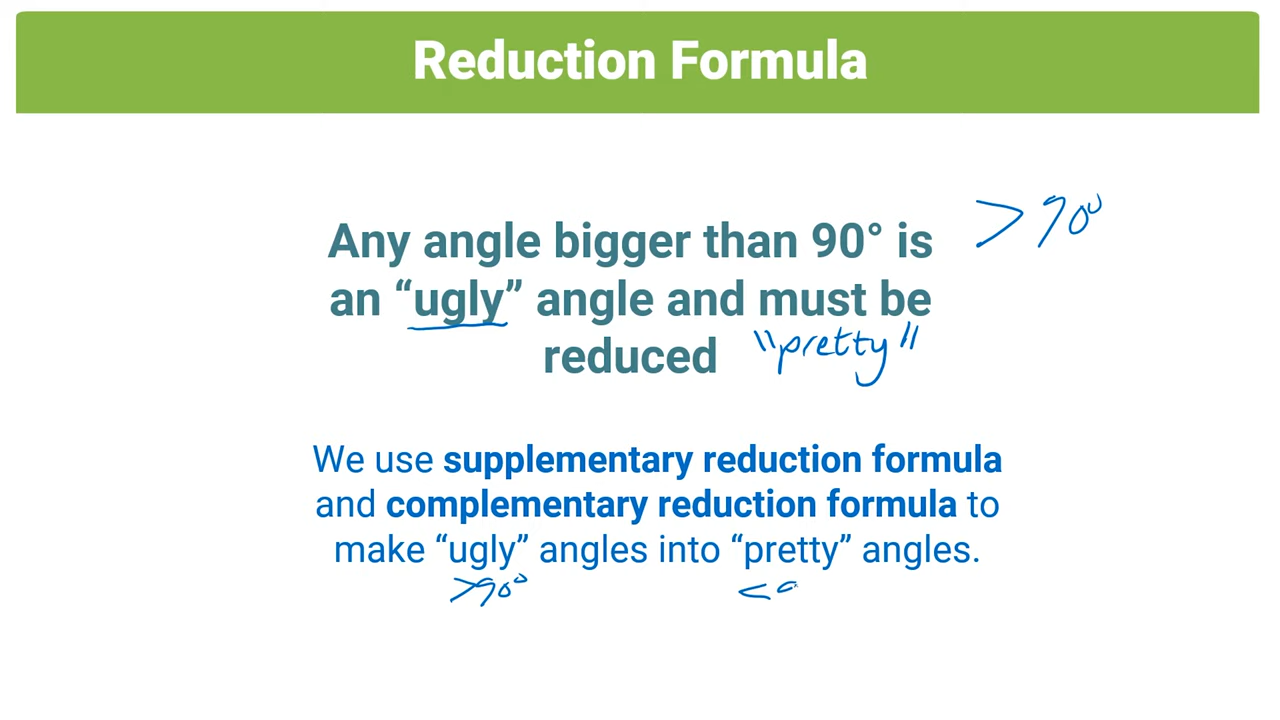 Reduction Formula
Any angle bigger than 90° is
> 90°
an “ugly” angle and must be
reduced
"pretty"
We use supplementary reduction formula
and complementary reduction formula to
make “ugly” angles into “pretty” angles.
>90°
<